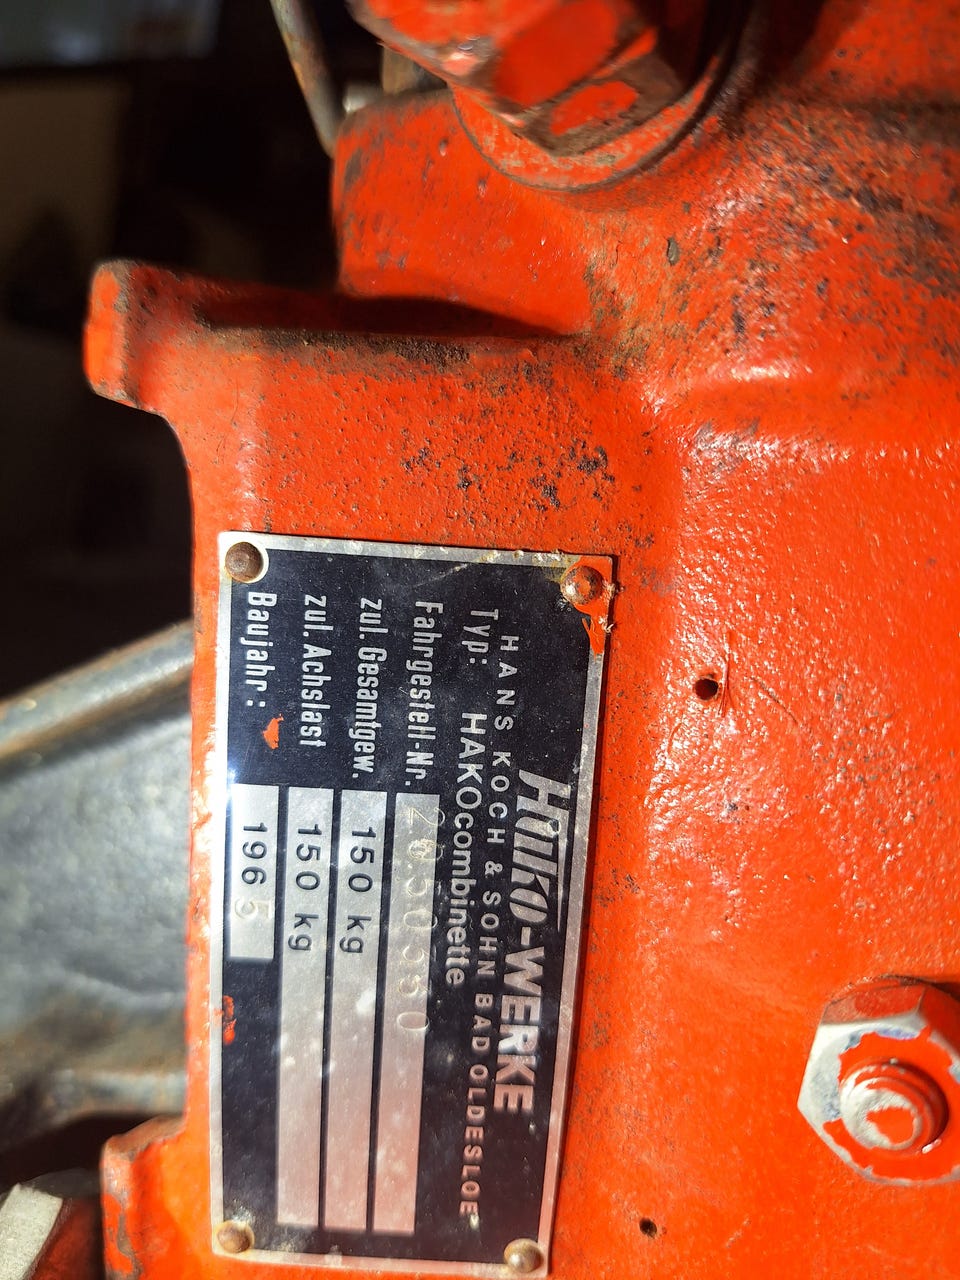 Hako-WERKE
HANS KOCH & SOHN BAD OLDESLOE
Typ: HAKOcombinette
Fahrgestell-Nr.
zul. Gesamtgew. 150 kg
zul. Achslast 150 kg
Baujahr: 1965